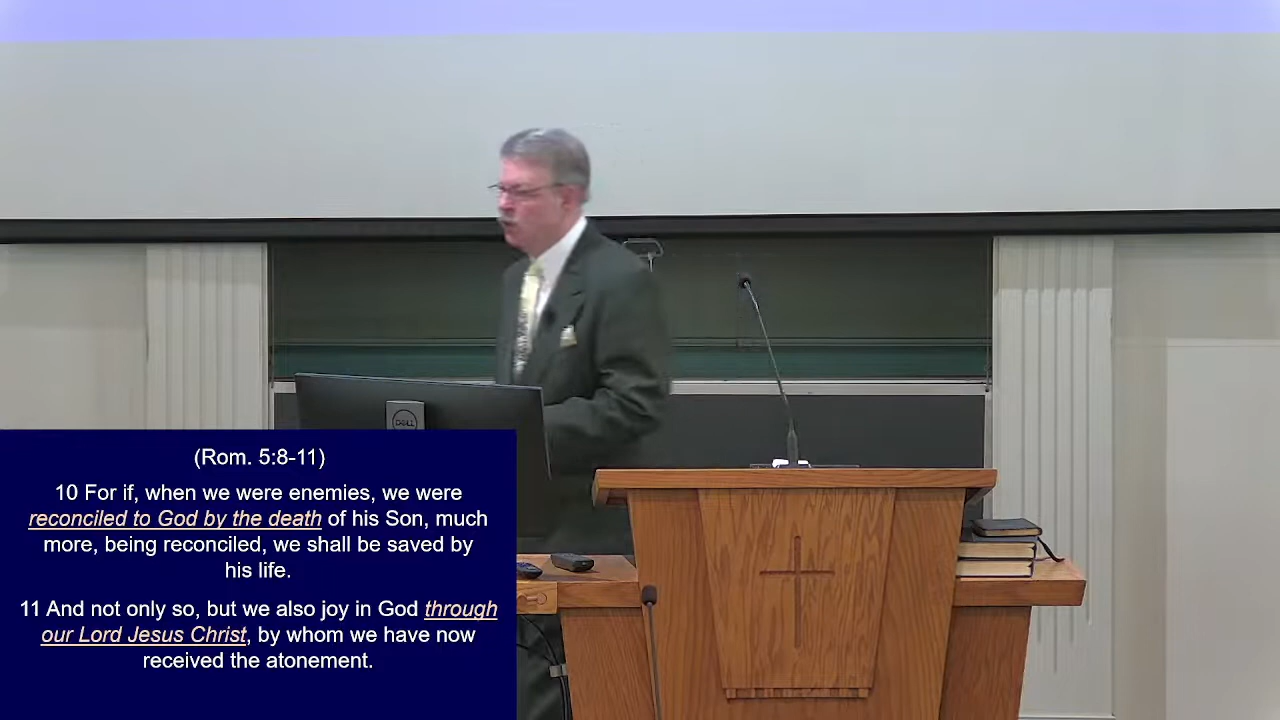 DELL
(Rom. 5:8-11)
10 For if, when we were enemies, we were
reconciled to God by the death of his Son, much
more, being reconciled, we shall be saved by
his life.
11 And not only so, but we also joy in God through
our Lord Jesus Christ, by whom we have now
received the atonement.